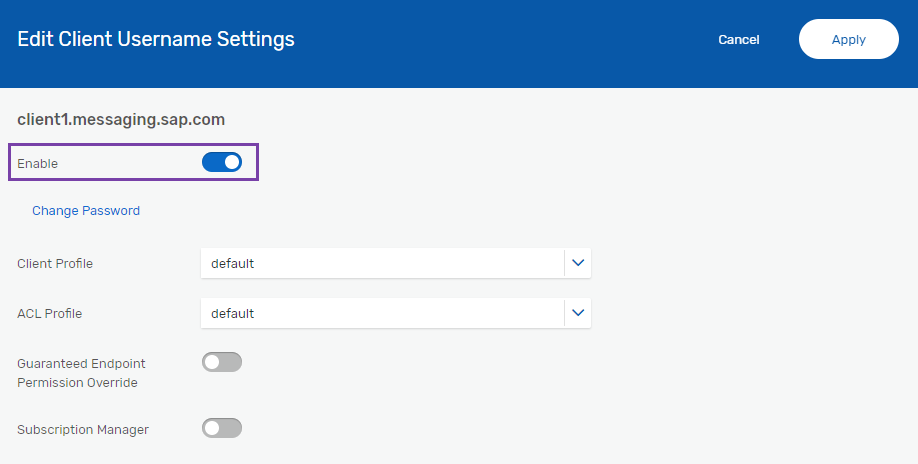 Edit Client Username Settings
Cancel
Apply
client1.messaging.sap.com
Enable
Change Password
Client Profile
default
ACL Profile
default
Guaranteed Endpoint
Permission Override
Subscription Manager